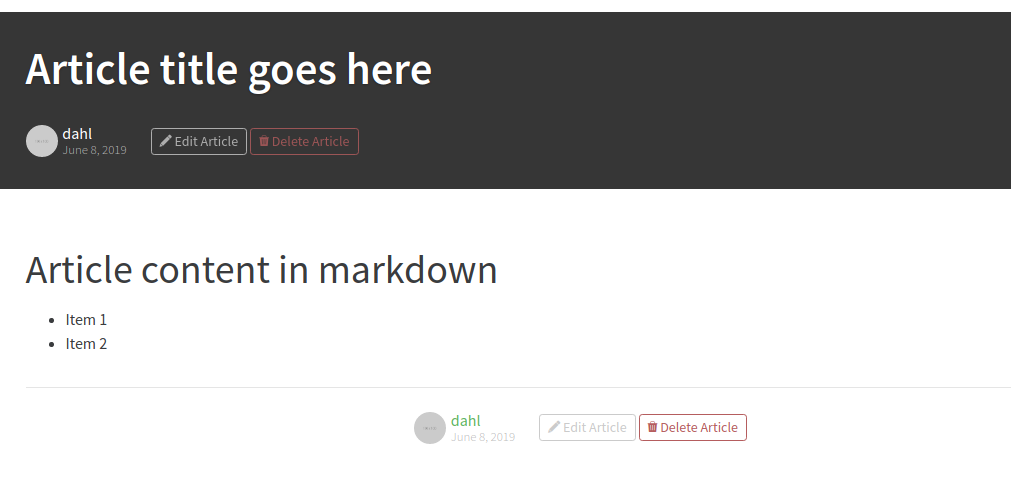 Article title goes here
dahl
June 8, 2019
Edit Article
Delete Article
Article content in markdown
Item 1
Item 2
dahl
June 8, 2019
Edit Article
Delete Article